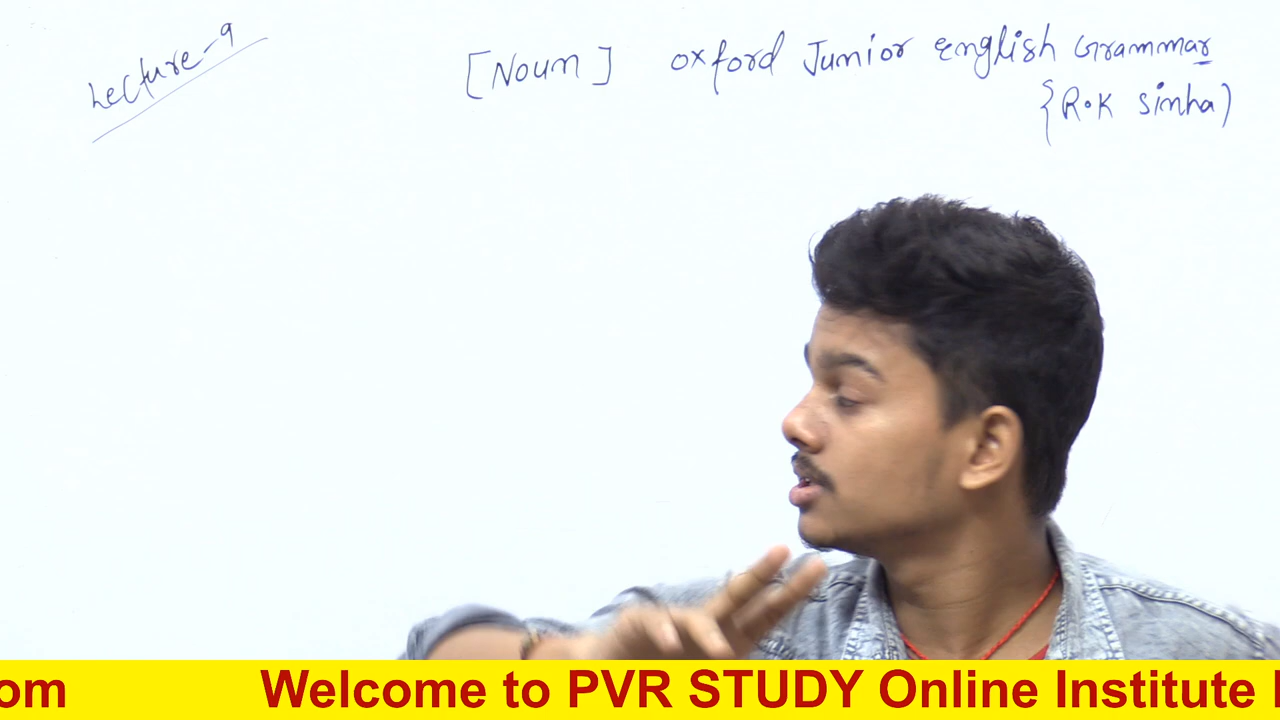 Lecture-9
[Noun] oxford Junior English Grammar
{R.K Sinha)
om Welcome to PVR STUDY Online Institute